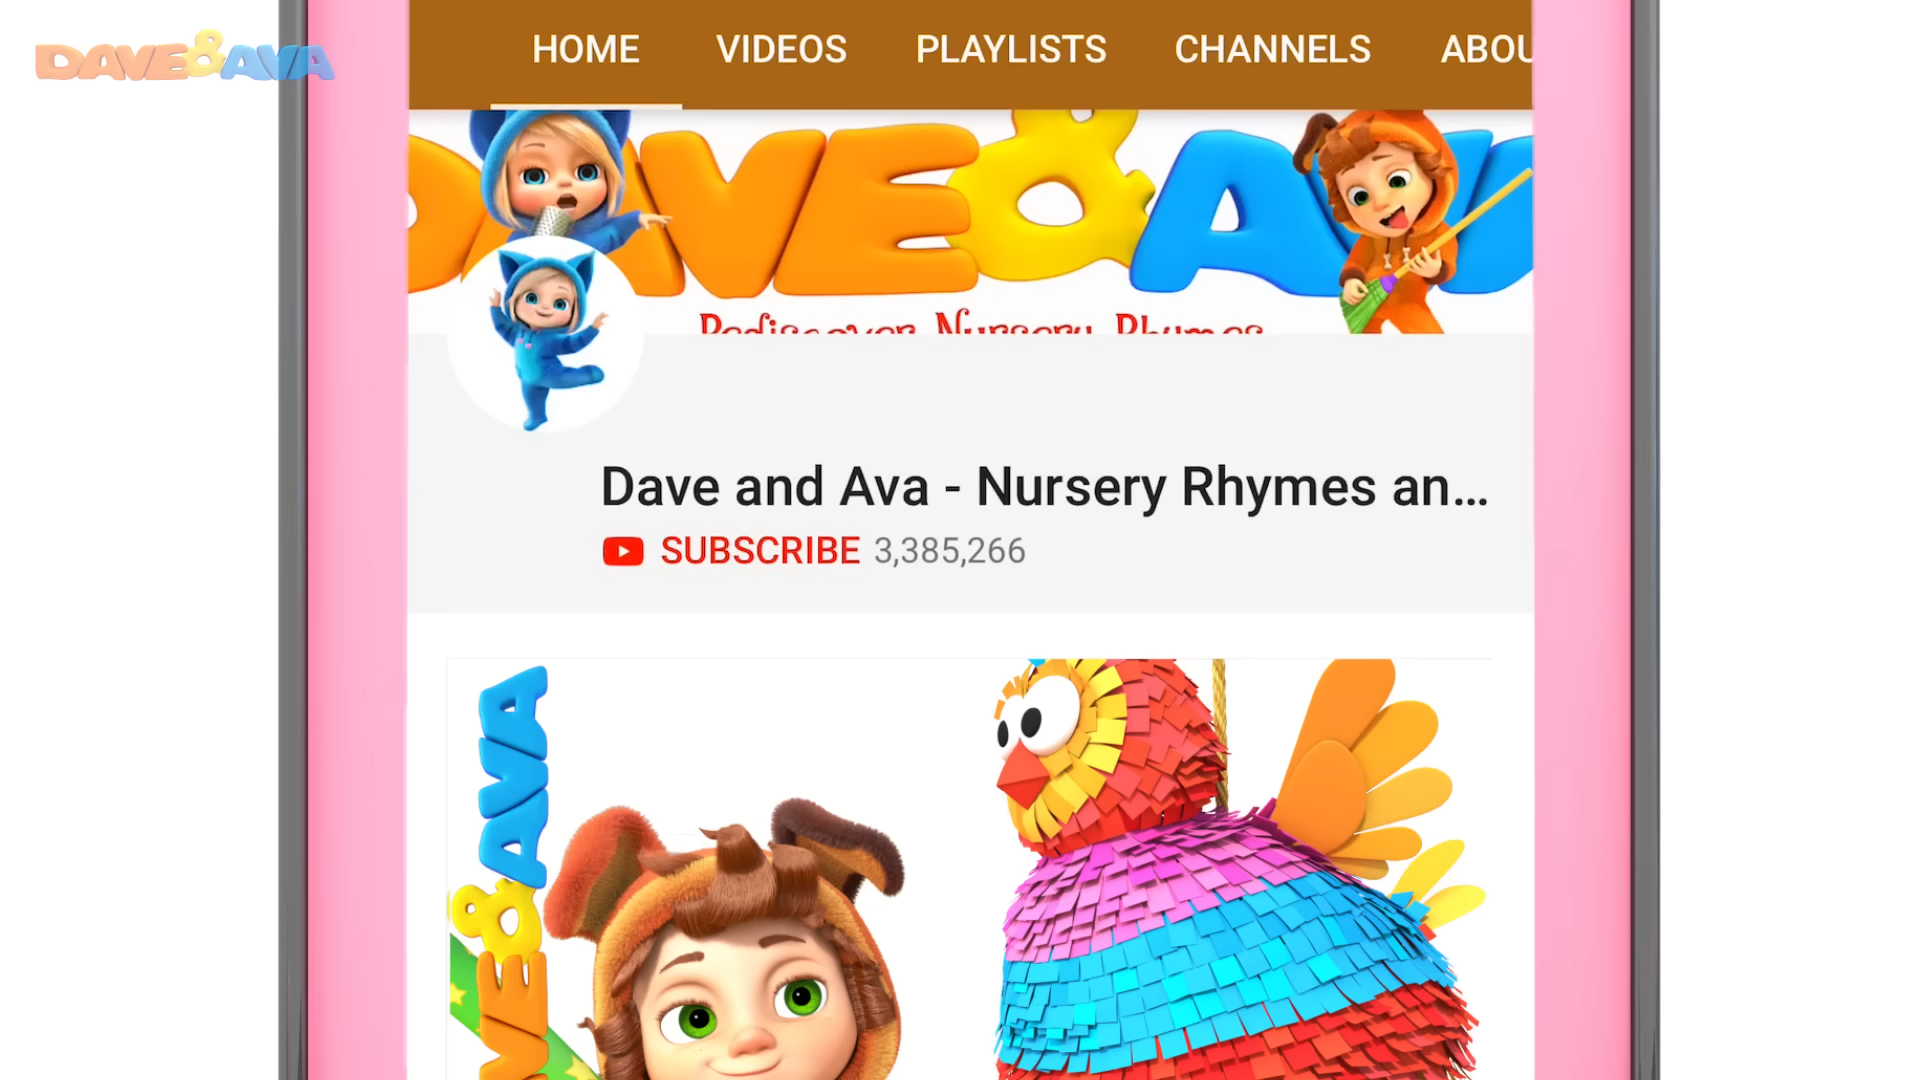 DAVE&AVA
HOME VIDEOS PLAYLISTS CHANNELS ABOU
DAVE&AVA
Rediscover Nursery Rhymes
Dave and Ava - Nursery Rhymes an...
SUBSCRIBE 3,385,266
VE&AVA